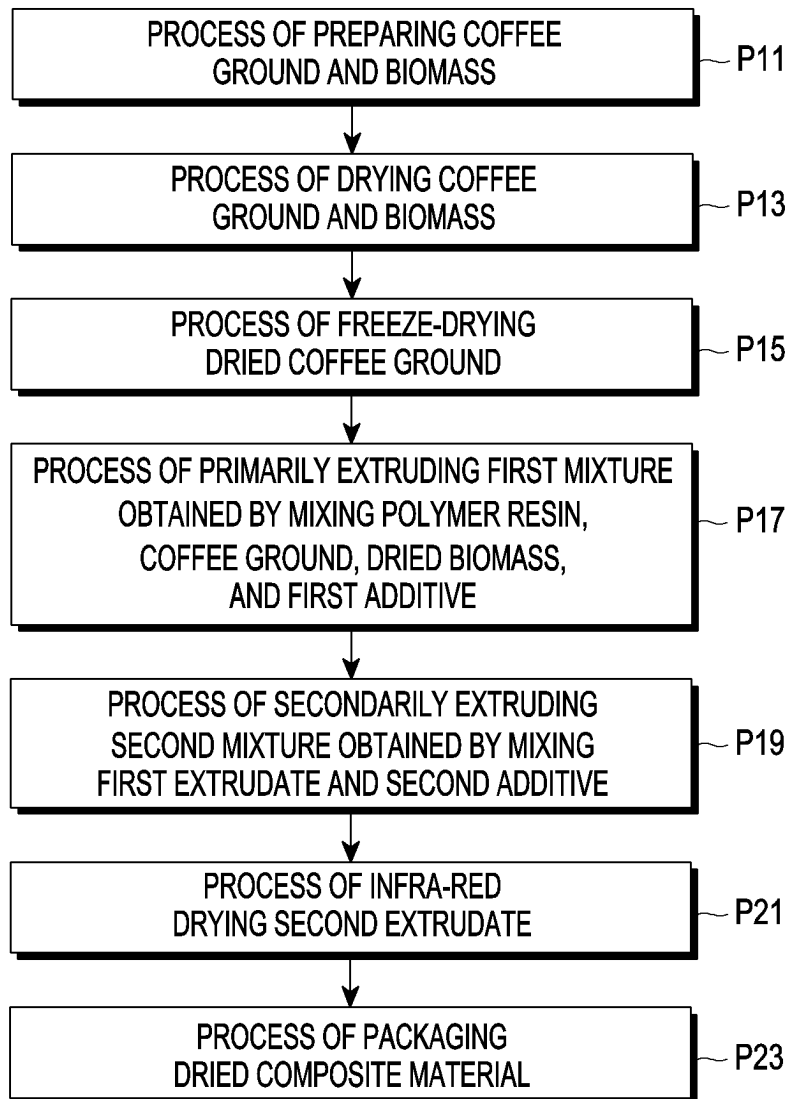 PROCESS OF PREPARING COFFEE
GROUND AND BIOMASS
P11
PROCESS OF DRYING COFFEE
GROUND AND BIOMASS
P13
PROCESS OF FREEZE-DRYING
DRIED COFFEE GROUND
P15
PROCESS OF PRIMARILY EXTRUDING FIRST MIXTURE
OBTAINED BY MIXING POLYMER RESIN,
COFFEE GROUND, DRIED BIOMASS,
AND FIRST ADDITIVE
P17
PROCESS OF SECONDARILY EXTRUDING
SECOND MIXTURE OBTAINED BY MIXING
FIRST EXTRUDATE AND SECOND ADDITIVE
P19
PROCESS OF INFRA-RED
DRYING SECOND EXTRUDATE
P21
PROCESS OF PACKAGING
DRIED COMPOSITE MATERIAL
P23